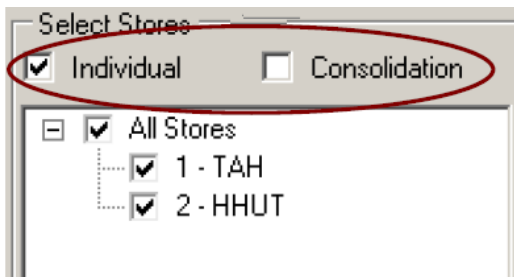 Select Stores
Individual Consolidation
All Stores
1 - TAH
2 - HHUT